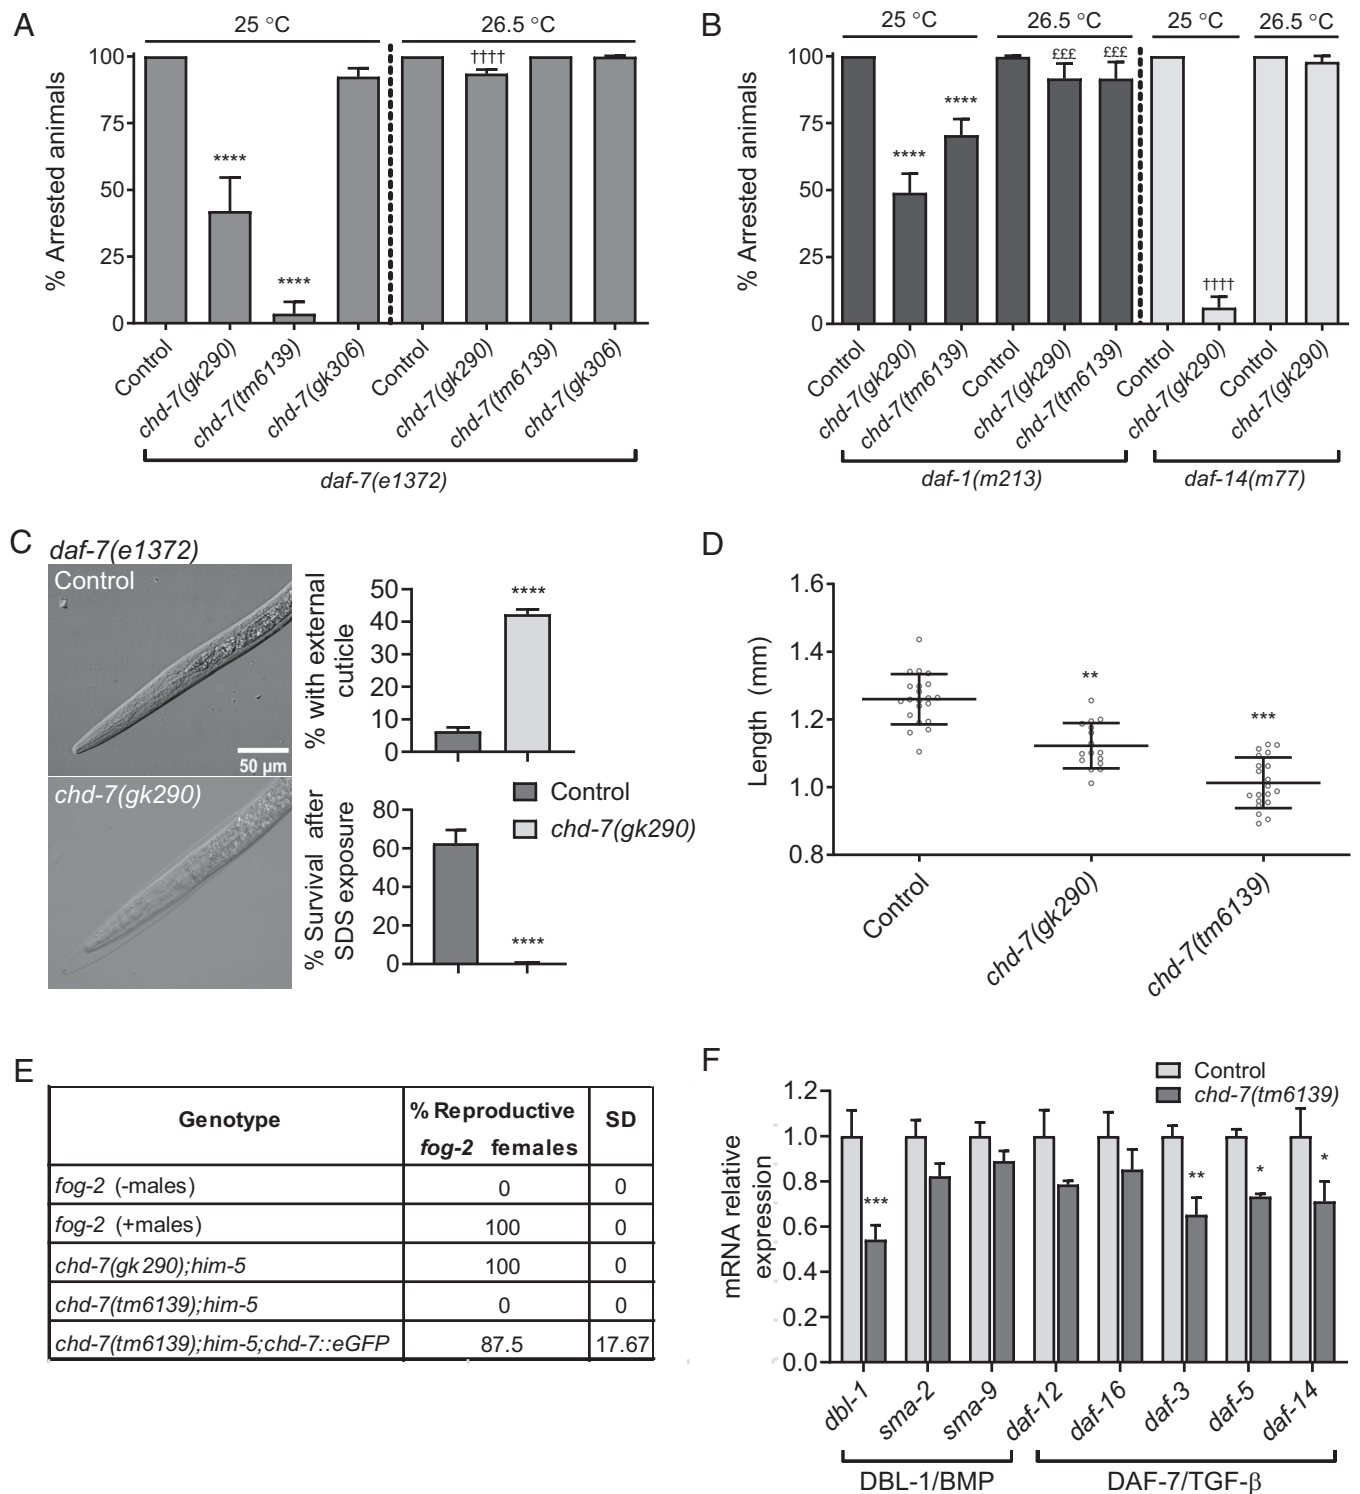 A
25 °C
26.5 °C
% Arrested animals
100
75
50
25
0
****
****
††††
Control
chd-7(gk290)
chd-7(tm6139)
chd-7(gk306)
Control
chd-7(gk290)
chd-7(tm6139)
chd-7(gk306)
daf-7(e1372)
B
25 °C
26.5 °C
25 °C
26.5 °C
% Arrested animals
100
75
50
25
0
****
****
£££
£££
††††
Control
chd-7(gk290)
chd-7(tm6139)
Control
chd-7(gk290)
chd-7(tm6139)
Control
chd-7(gk290)
Control
chd-7(gk290)
daf-1(m213)
daf-14(m77)
C
daf-7(e1372)
Control
50 µm
chd-7(gk290)
% with external
cuticle
50
40
30
20
10
0
****
Control
chd-7(gk290)
% Survival after
SDS exposure
80
60
40
20
0
****
D
Length (mm)
1.6
1.4
1.2
1.0
0.8
**
***
Control
chd-7(gk290)
chd-7(tm6139)
E
Genotype % Reproductive fog-2 females SD
fog-2 (-males) 0 0
fog-2 (+males) 100 0
chd-7(gk290);him-5 100 0
chd-7(tm6139);him-5 0 0
chd-7(tm6139);him-5;chd-7::eGFP 87.5 17.67
F
Control
chd-7(tm6139)
mRNA relative
expression
1.2
1.0
0.8
0.6
0.4
0.2
0.0
***
**
*
*
dbl-1
sma-2
sma-9
daf-12
daf-16
daf-3
daf-5
daf-14
DBL-1/BMP
DAF-7/TGF-β